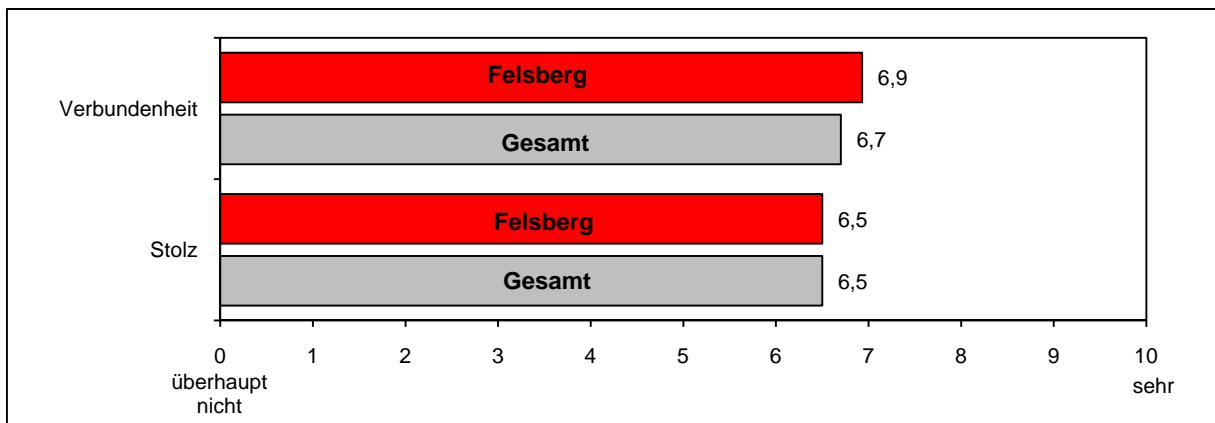 Felsberg
6,9
Verbundenheit
Gesamt
6,7
Felsberg
6,5
Stolz
Gesamt
6,5
0 1 2 3 4 5 6 7 8 9 10
überhaupt
nicht
sehr